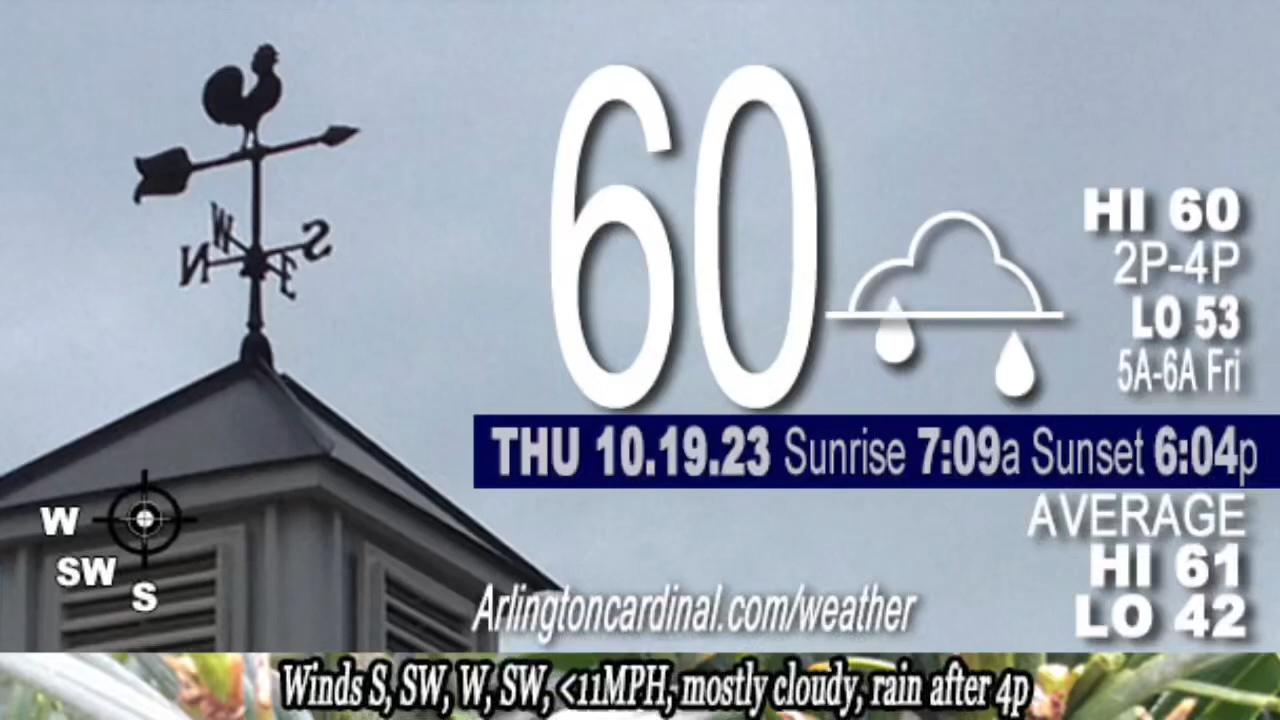 W
N
S
E
60
HI 60
2P-4P
LO 53
5A-6A Fri
THU 10.19.23 Sunrise 7:09a Sunset 6:04p
AVERAGE
HI 61
LO 42
W
SW
S
Arlingtoncardinal.com/weather
Winds S, SW, W, SW, <11MPH, mostly cloudy, rain after 4p